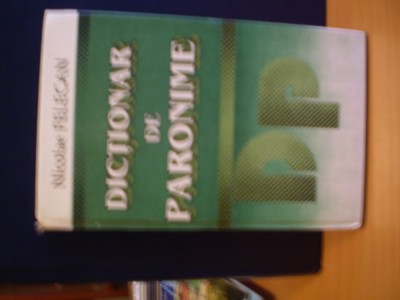 Nicolae FELECAN
DICȚIONAR
DE
PARONIME
DP